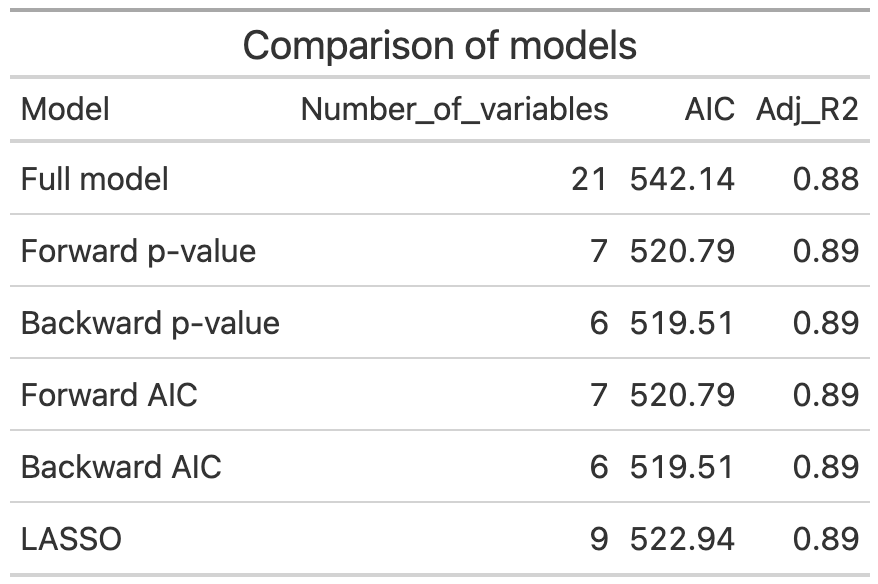 Comparison of models
Model Number_of_variables AIC Adj_R2
Full model 21 542.14 0.88
Forward p-value 7 520.79 0.89
Backward p-value 6 519.51 0.89
Forward AIC 7 520.79 0.89
Backward AIC 6 519.51 0.89
LASSO 9 522.94 0.89